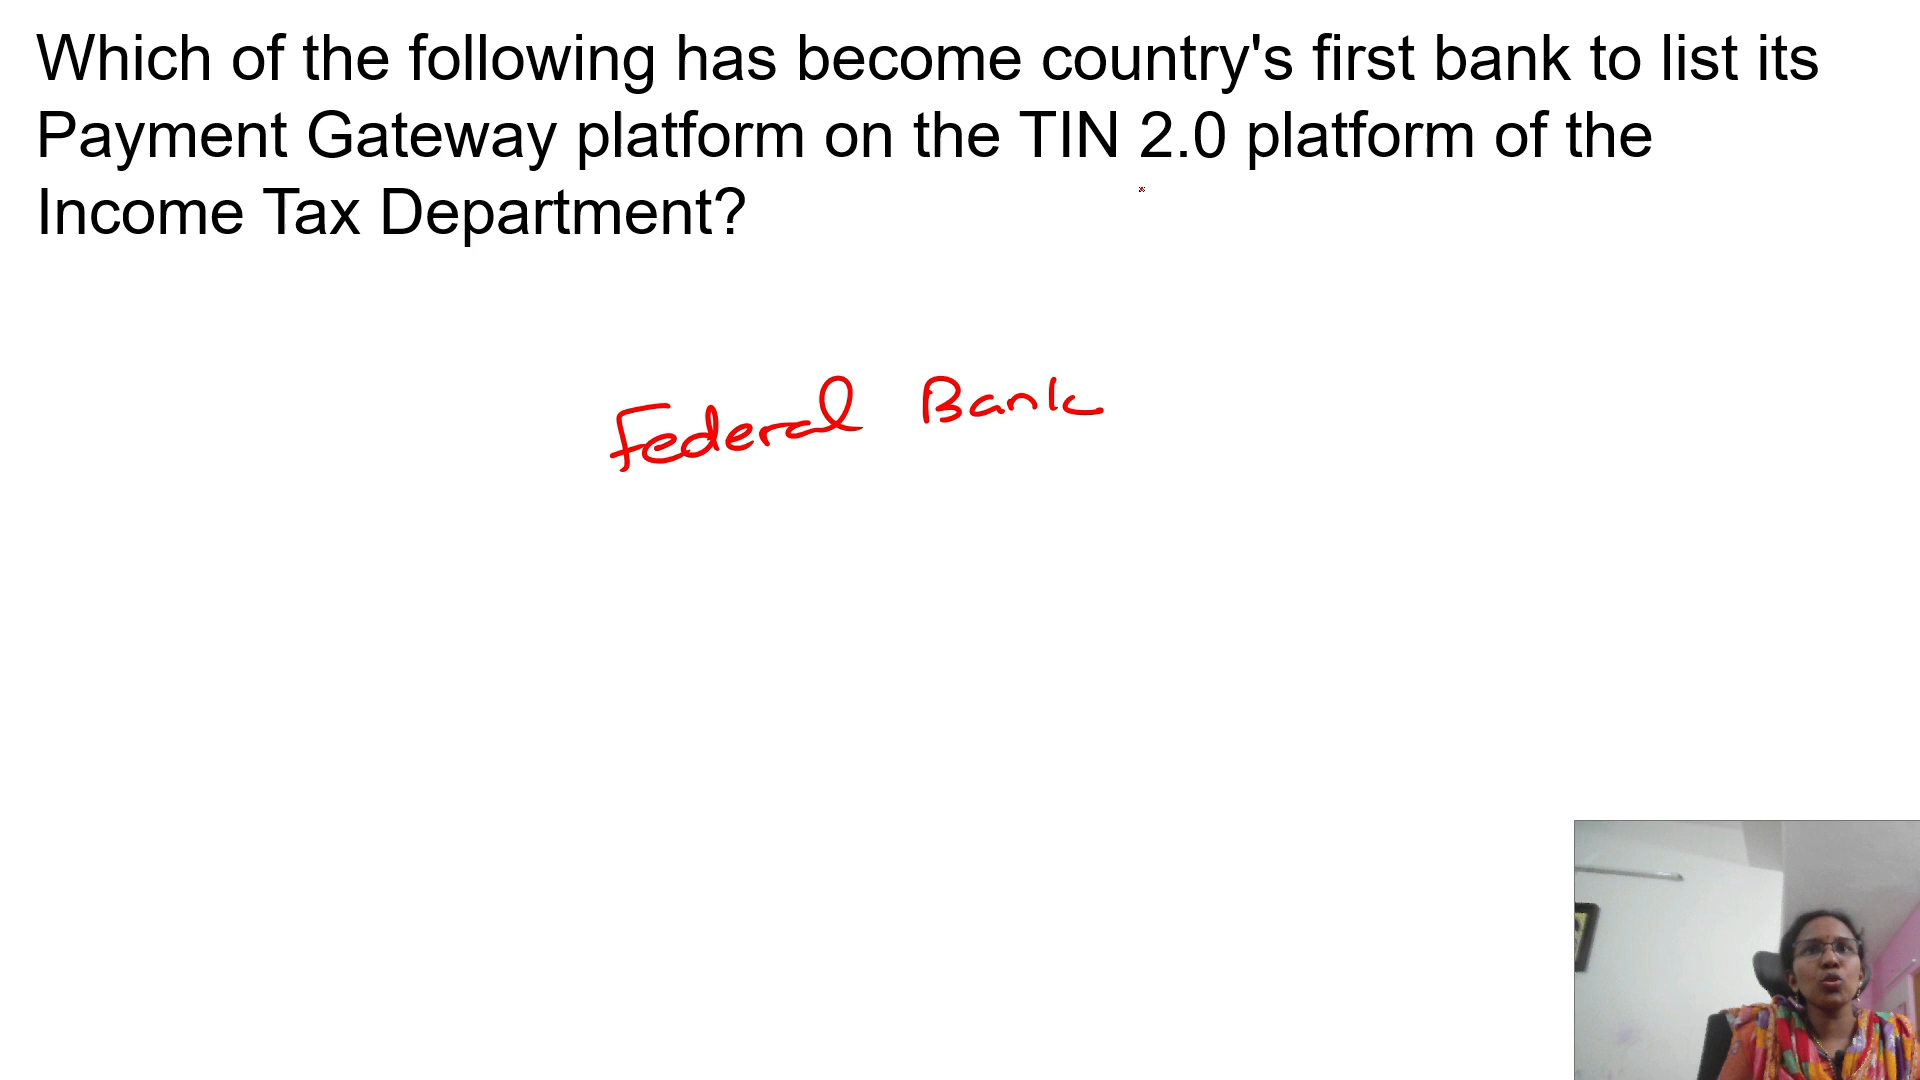 Which of the following has become country's first bank to list its
Payment Gateway platform on the TIN 2.0 platform of the
Income Tax Department?
Federal Bank